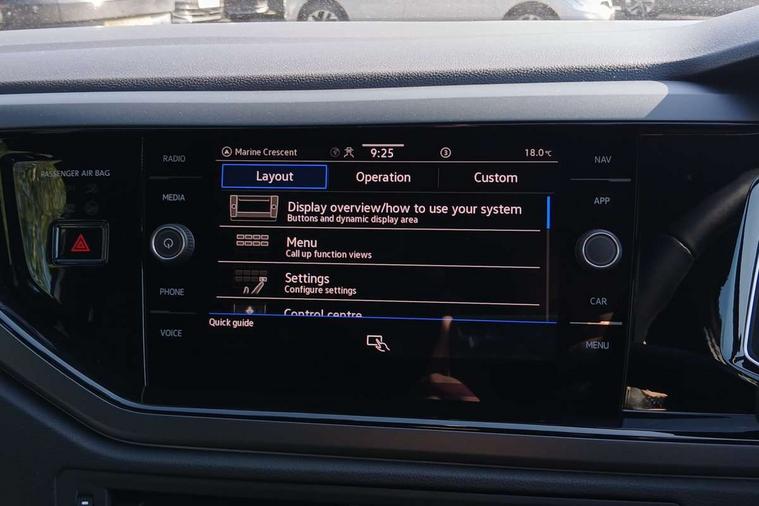 RADIO
Marine Crescent
9:25
3
18.0℃
NAV
Layout
Operation
Custom
PASSENGER AIR BAG
MEDIA
APP
Display overview/how to use your system
Buttons and dynamic display area
Menu
Call up function views
Settings
Configure settings
PHONE
CAR
Control centre
Quick guide
VOICE
MENU